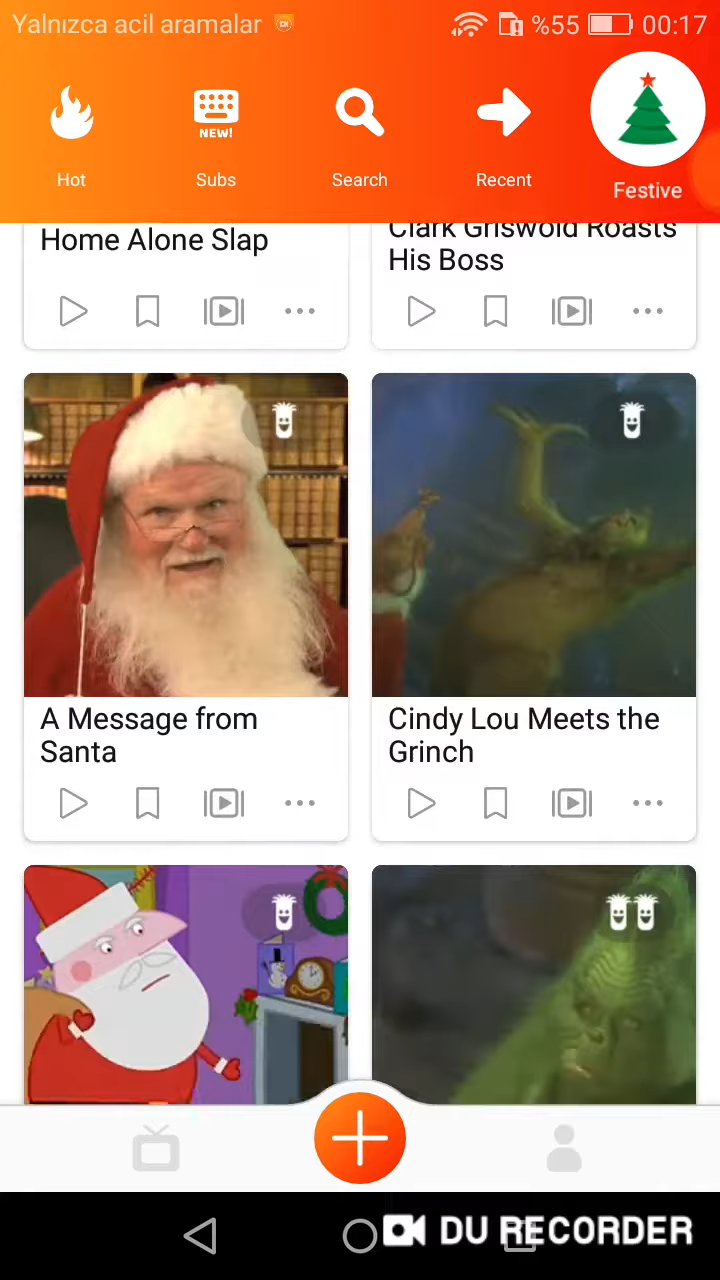 Yalnızca acil aramalar
%55
00:17
NEW!
Hot
Subs
Search
Recent
Festive
Home Alone Slap
Clark Griswold Roasts
His Boss
A Message from
Santa
Cindy Lou Meets the
Grinch
DU RECORDER